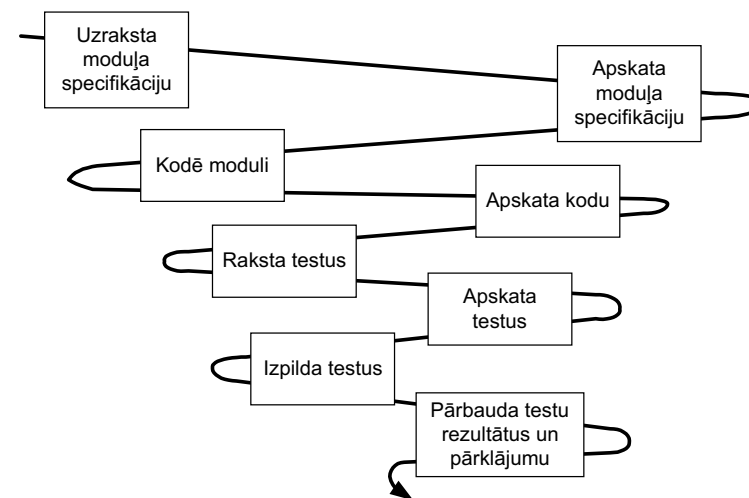 Uzraksta
moduļa
specifikāciju
Apskata
moduļa
specifikāciju
Kodē moduli
Apskata kodu
Raksta testus
Apskata
testus
Izpilda testus
Pārbauda testu
rezultātus un
pārklājumu